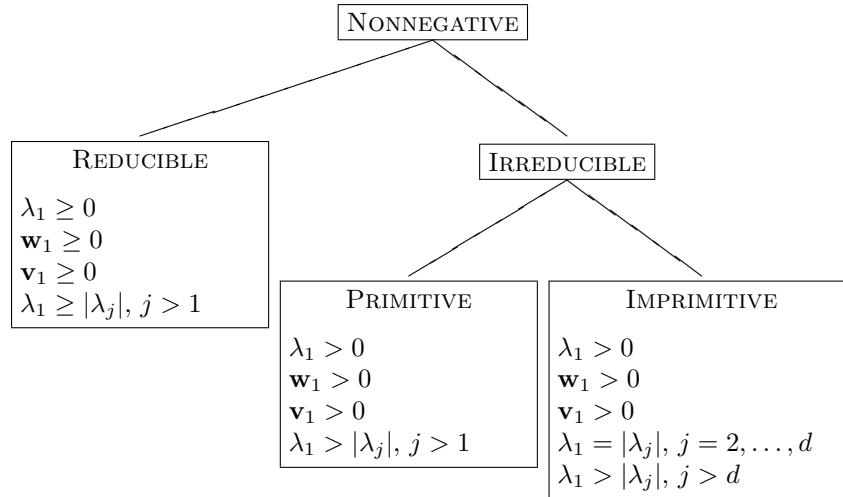 NONNEGATIVE
REDUCIBLE
λ₁ ≥ 0
w₁ ≥ 0
v₁ ≥ 0
λ₁ ≥ |λⱼ|, j > 1
IRREDUCIBLE
PRIMITIVE
λ₁ > 0
w₁ > 0
v₁ > 0
λ₁ > |λⱼ|, j > 1
IMPRIMITIVE
λ₁ > 0
w₁ > 0
v₁ > 0
λ₁ = |λⱼ|, j = 2, . . . , d
λ₁ > |λⱼ|, j > d